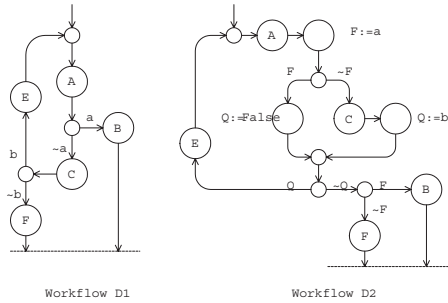 A
F:=a
A
F
~F
E
a
B
Q:=False
C
Q:=b
~a
b
C
E
~b
Q
~Q
F
B
F
~F
F
Workflow D1
Workflow D2